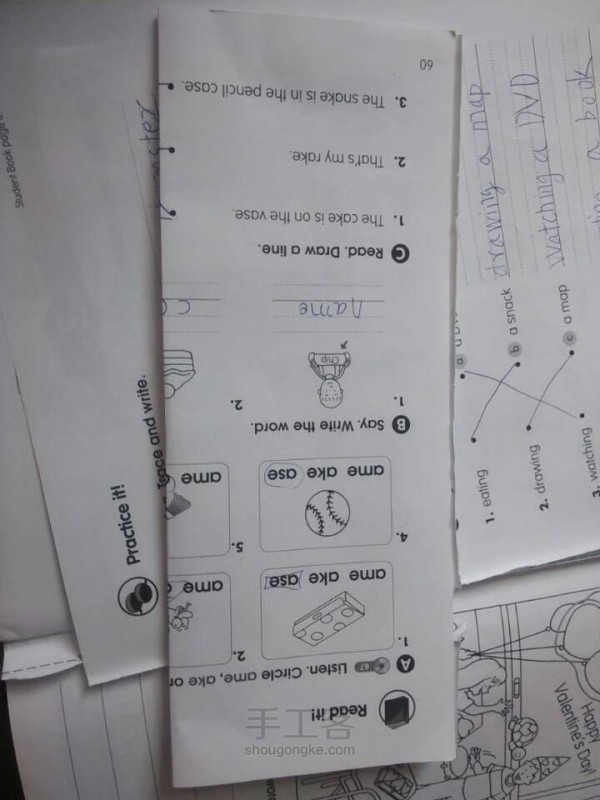 Read it!
A 67 Listen. Circle ame, ake or
1.
ame ake ase
2.
ame
4.
ame ake ase
5.
ame
B Say. Write the word.
1.
Chip
name
2.
C Read. Draw a line.
1. The cake is on the vase.
2. That's my rake.
3. The snake is in the pencil case.
60
Practice it!
Trace and write.
Student Book page
1. eating
2. drawing
3. watching
b a snack
c a map
drawing a map
watching a DVD
a book
Happy
Valentine's Day!
手工客
shougongke.com